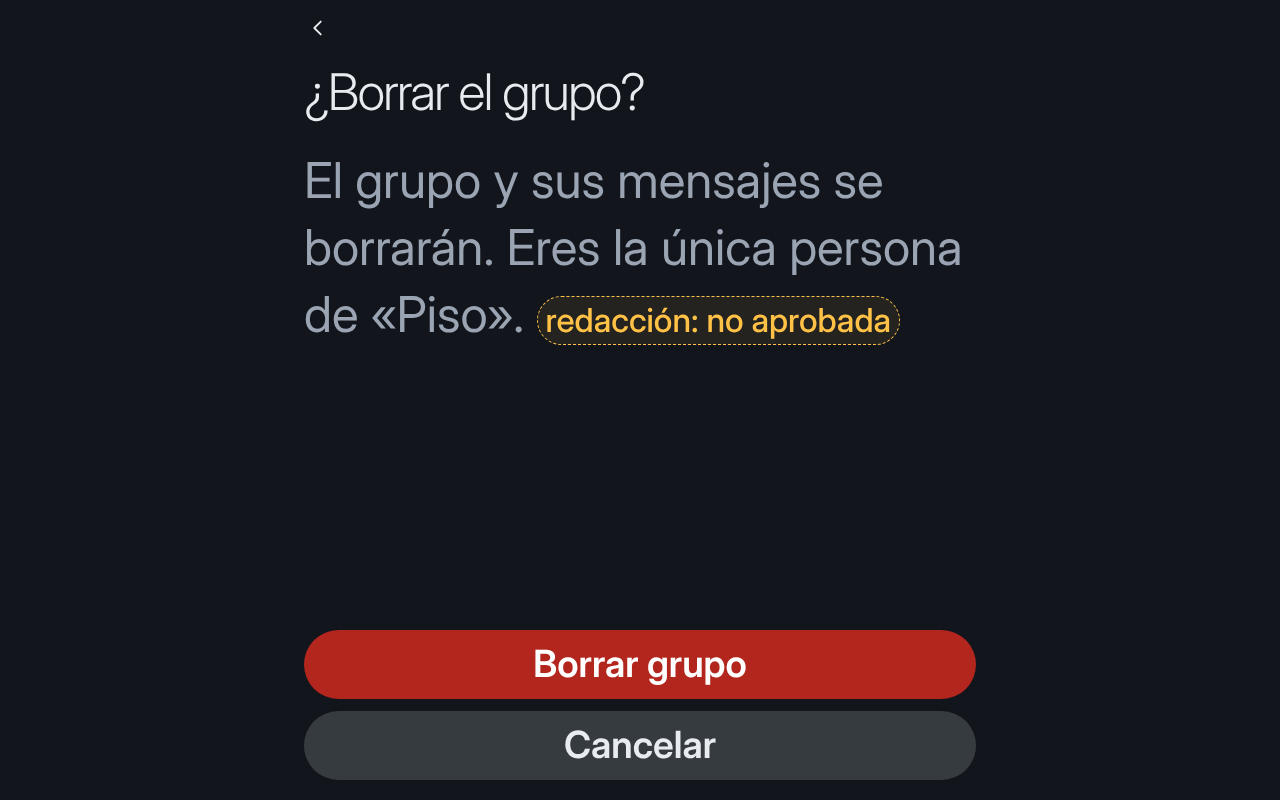 ¿Borrar el grupo?
El grupo y sus mensajes se
borrarán. Eres la única persona
de «Piso». redacción: no aprobada
Borrar grupo
Cancelar